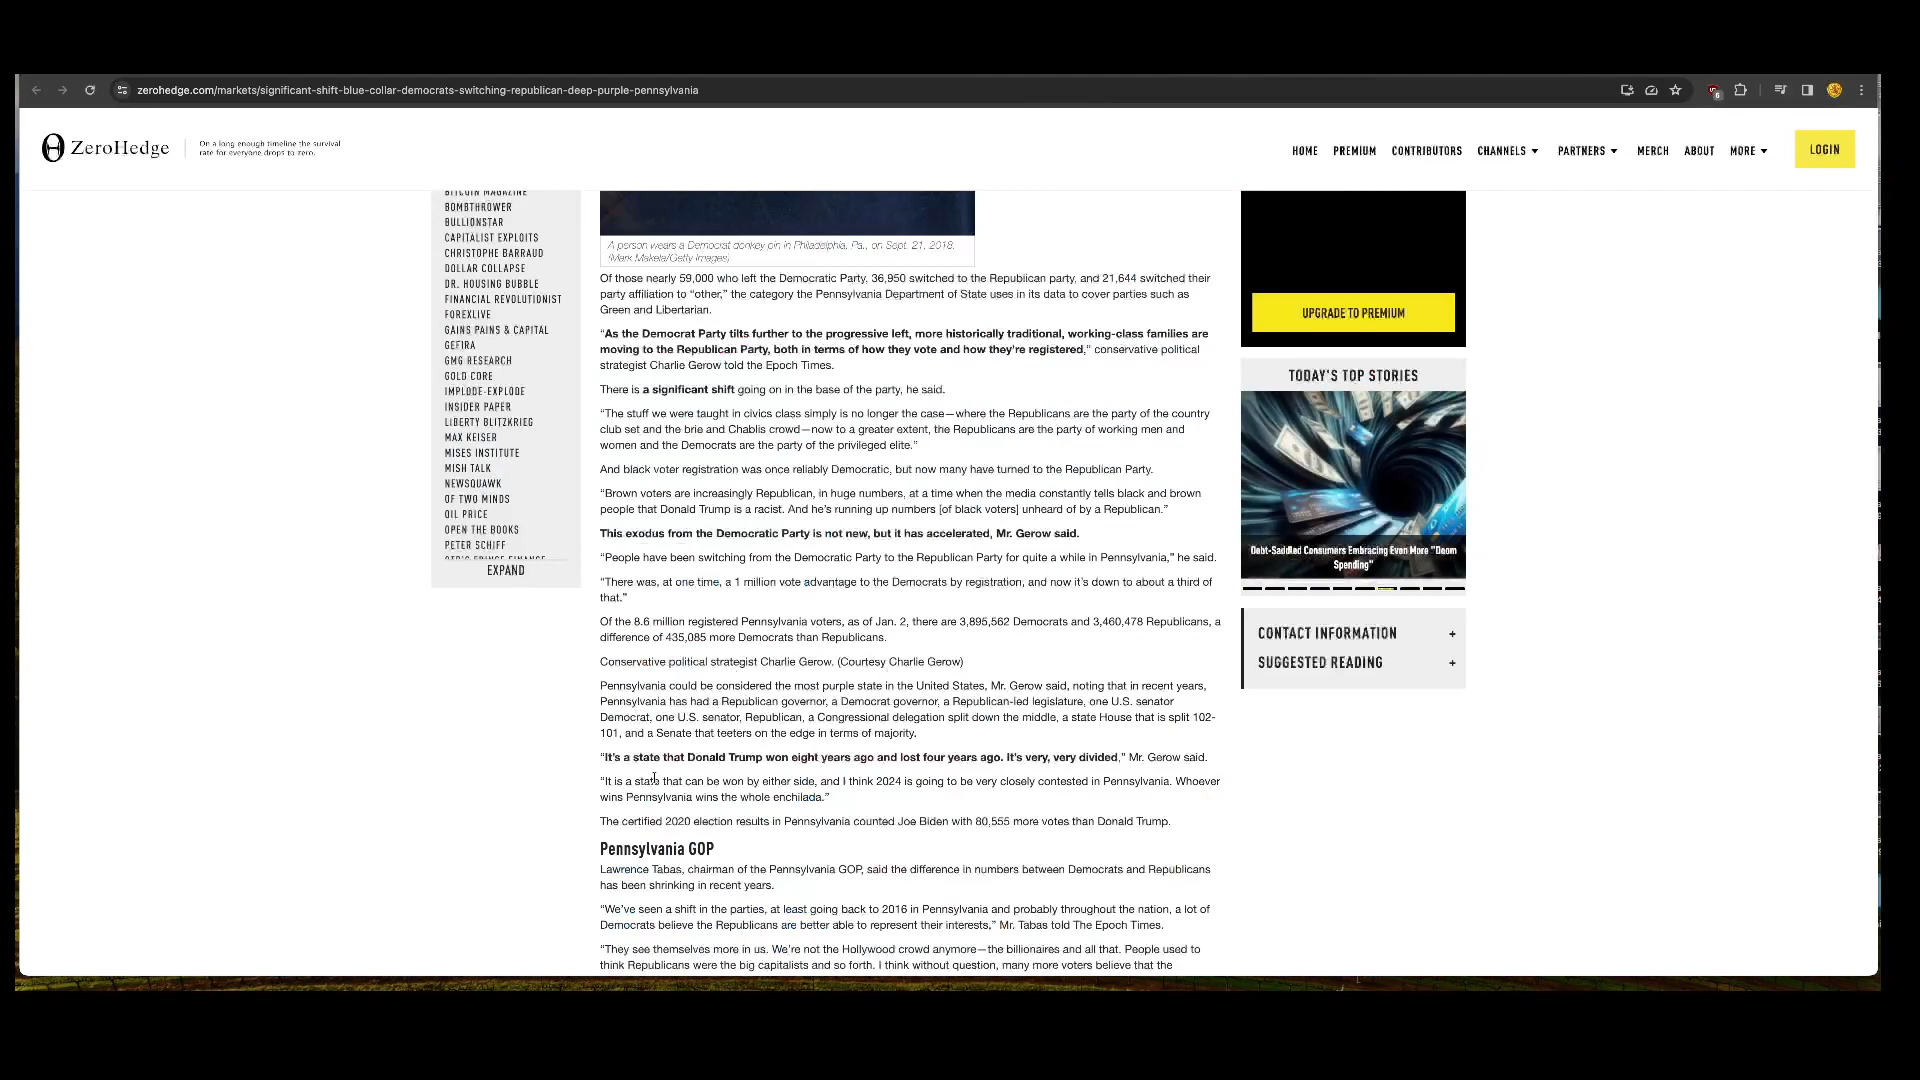 zerohedge.com/markets/significant-shift-blue-collar-democrats-switching-republican-deep-purple-pennsylvania
6
ZeroHedge
On a long enough timeline the survival
rate for everyone drops to zero.
HOME
PREMIUM
CONTRIBUTORS
CHANNELS
PARTNERS
MERCH
ABOUT
MORE
LOGIN
BITCOIN MAGAZINE
BOMBTHROWER
BULLIONSTAR
CAPITALIST EXPLOITS
CHRISTOPHE BARRAUD
DOLLAR COLLAPSE
DR. HOUSING BUBBLE
FINANCIAL REVOLUTIONIST
FOREXLIVE
GAINS PAINS & CAPITAL
GEFIRA
GMG RESEARCH
GOLD CORE
IMPLODE-EXPLODE
INSIDER PAPER
LIBERTY BLITZKRIEG
MAX KEISER
MISES INSTITUTE
MISH TALK
NEWSQUAWK
OF TWO MINDS
OIL PRICE
OPEN THE BOOKS
PETER SCHIFF
EXPAND
A person wears a Democrat donkey pin in Philadelphia, Pa., on Sept. 21, 2018.
(Mark Makela/Getty Images)
Of those nearly 59,000 who left the Democratic Party, 36,950 switched to the Republican party, and 21,644 switched their
party affiliation to “other,” the category the Pennsylvania Department of State uses in its data to cover parties such as
Green and Libertarian.
“As the Democrat Party tilts further to the progressive left, more historically traditional, working-class families are
moving to the Republican Party, both in terms of how they vote and how they’re registered,” conservative political
strategist Charlie Gerow told the Epoch Times.
There is a significant shift going on in the base of the party, he said.
“The stuff we were taught in civics class simply is no longer the case—where the Republicans are the party of the country
club set and the brie and Chablis crowd—now to a greater extent, the Republicans are the party of working men and
women and the Democrats are the party of the privileged elite.”
And black voter registration was once reliably Democratic, but now many have turned to the Republican Party.
“Brown voters are increasingly Republican, in huge numbers, at a time when the media constantly tells black and brown
people that Donald Trump is a racist. And he’s running up numbers [of black voters] unheard of by a Republican.”
This exodus from the Democratic Party is not new, but it has accelerated, Mr. Gerow said.
“People have been switching from the Democratic Party to the Republican Party for quite a while in Pennsylvania,” he said.
“There was, at one time, a 1 million vote advantage to the Democrats by registration, and now it’s down to about a third of
that.”
Of the 8.6 million registered Pennsylvania voters, as of Jan. 2, there are 3,895,562 Democrats and 3,460,478 Republicans, a
difference of 435,085 more Democrats than Republicans.
Conservative political strategist Charlie Gerow. (Courtesy Charlie Gerow)
Pennsylvania could be considered the most purple state in the United States, Mr. Gerow said, noting that in recent years,
Pennsylvania has had a Republican governor, a Democrat governor, a Republican-led legislature, one U.S. senator
Democrat, one U.S. senator, Republican, a Congressional delegation split down the middle, a state House that is split 102-
101, and a Senate that teeters on the edge in terms of majority.
“It’s a state that Donald Trump won eight years ago and lost four years ago. It’s very, very divided,” Mr. Gerow said.
“It is a state that can be won by either side, and I think 2024 is going to be very closely contested in Pennsylvania. Whoever
wins Pennsylvania wins the whole enchilada.”
The certified 2020 election results in Pennsylvania counted Joe Biden with 80,555 more votes than Donald Trump.
Pennsylvania GOP
Lawrence Tabas, chairman of the Pennsylvania GOP, said the difference in numbers between Democrats and Republicans
has been shrinking in recent years.
“We’ve seen a shift in the parties, at least going back to 2016 in Pennsylvania and probably throughout the nation, a lot of
Democrats believe the Republicans are better able to represent their interests,” Mr. Tabas told The Epoch Times.
“They see themselves more in us. We’re not the Hollywood crowd anymore—the billionaires and all that. People used to
think Republicans were the big capitalists and so forth. I think without question, many more voters believe that the
UPGRADE TO PREMIUM
TODAY'S TOP STORIES
Debt-Saddled Consumers Embracing Even More "Doom
Spending"
CONTACT INFORMATION +
SUGGESTED READING +